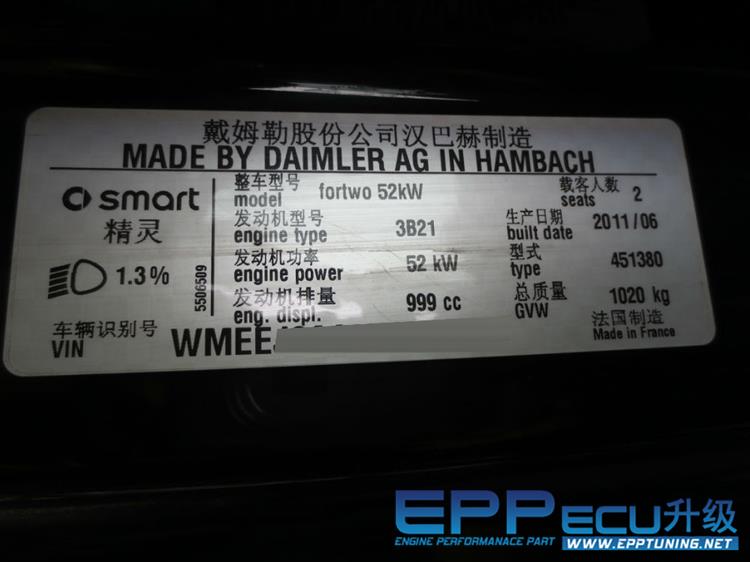 戴姆勒股份公司汉巴赫制造
MADE BY DAIMLER AG IN HAMBACH
smart
精灵
1.3%
5506509
整车型号
model fortwo 52kW
载客人数
seats 2
发动机型号
engine type 3B21
生产日期
built date 2011/06
发动机功率
engine power 52 kW
型式
type 451380
发动机排量
eng. displ. 999 cc
总质量
GVW 1020 kg
车辆识别号
VIN WMEE
法国制造
Made in France
EPP ECU升级
ENGINE PERFORMANACE PART
WWW.EPPTUNING.NET